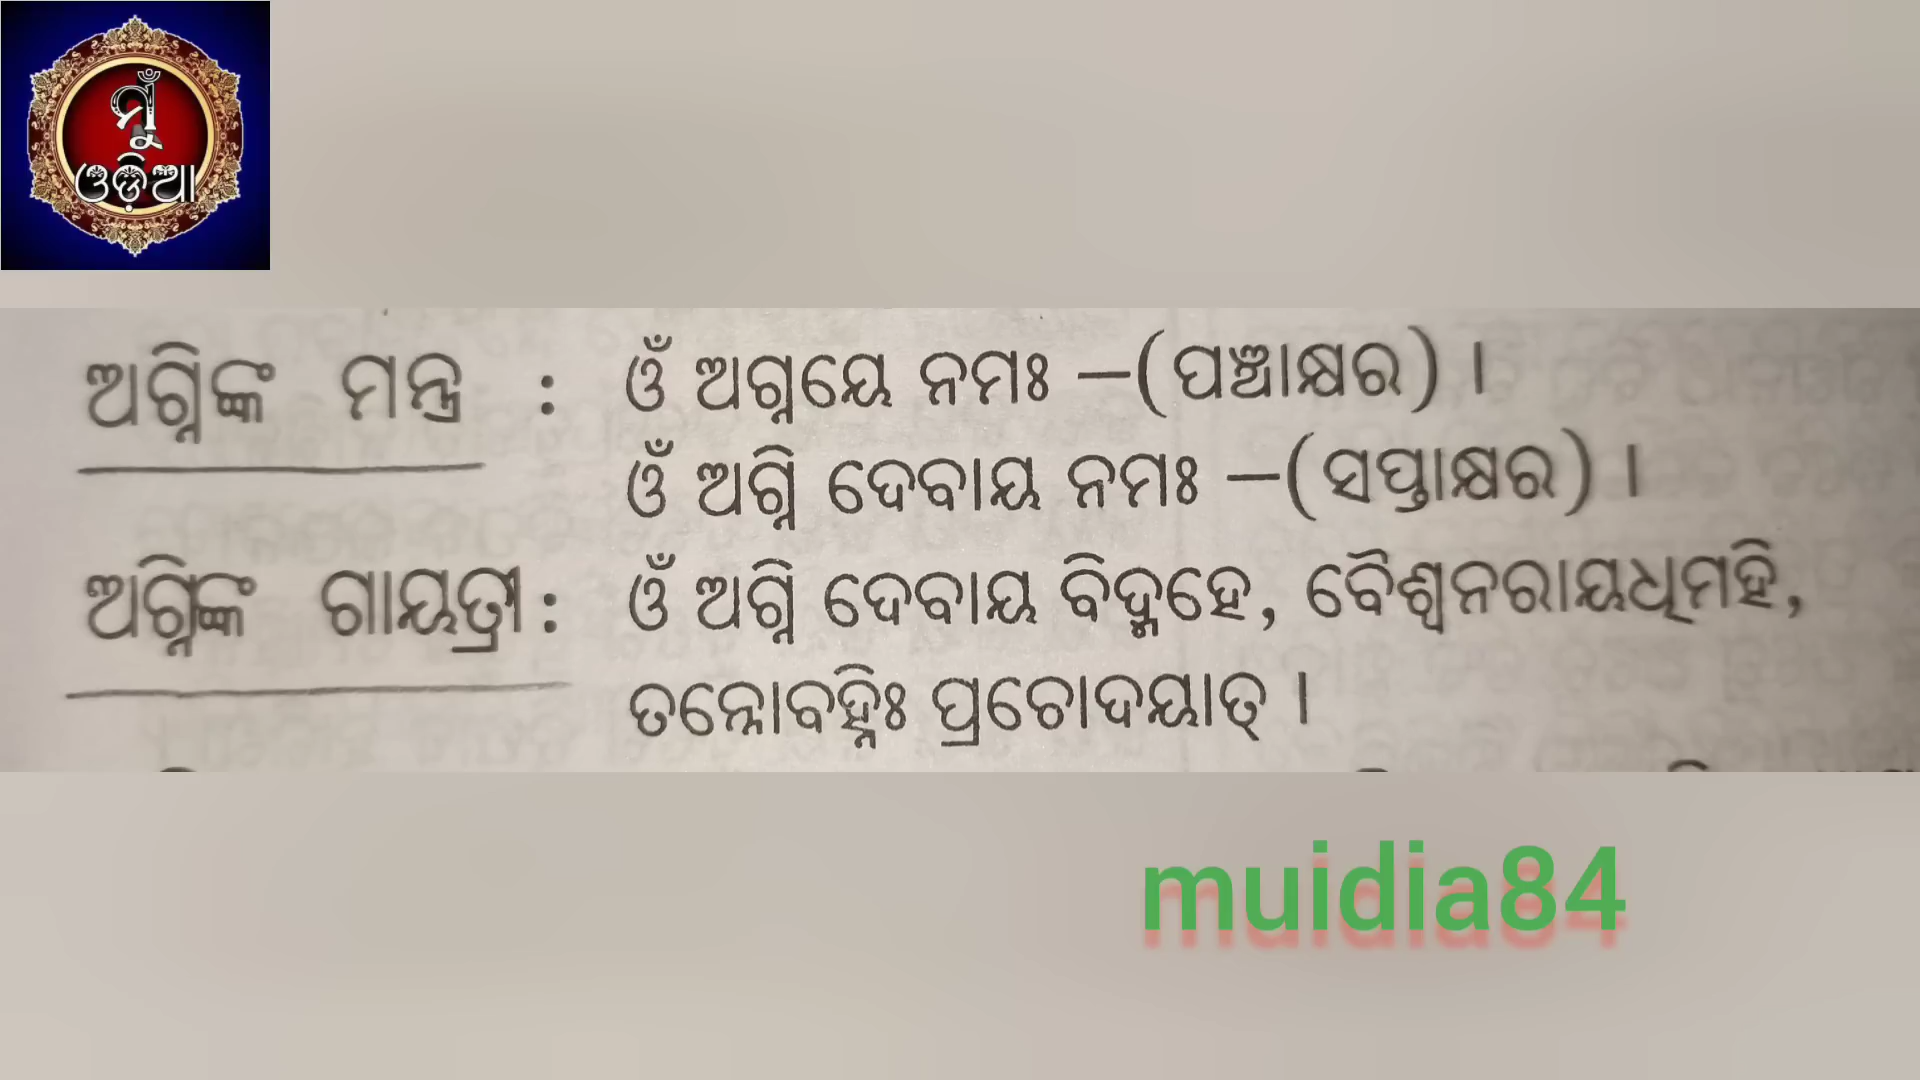 ମୁଁ
ଓଡ଼ିଆ
ଅଗ୍ନିଙ୍କ ମନ୍ତ୍ର : ଓଁ ଅଗ୍ନୟେ ନମଃ –(ପଞ୍ଚାକ୍ଷର) ।
ଓଁ ଅଗ୍ନି ଦେବାୟ ନମଃ –(ସପ୍ତାକ୍ଷର) ।
ଅଗ୍ନିଙ୍କ ଗାୟତ୍ରୀ : ଓଁ ଅଗ୍ନି ଦେବାୟ ବିଦ୍ମହେ, ବୈଶ୍ୱନରାୟଧିମହି,
ତନ୍ନୋବହ୍ନିଃ ପ୍ରଚୋଦୟାତ୍ ।
muidia84